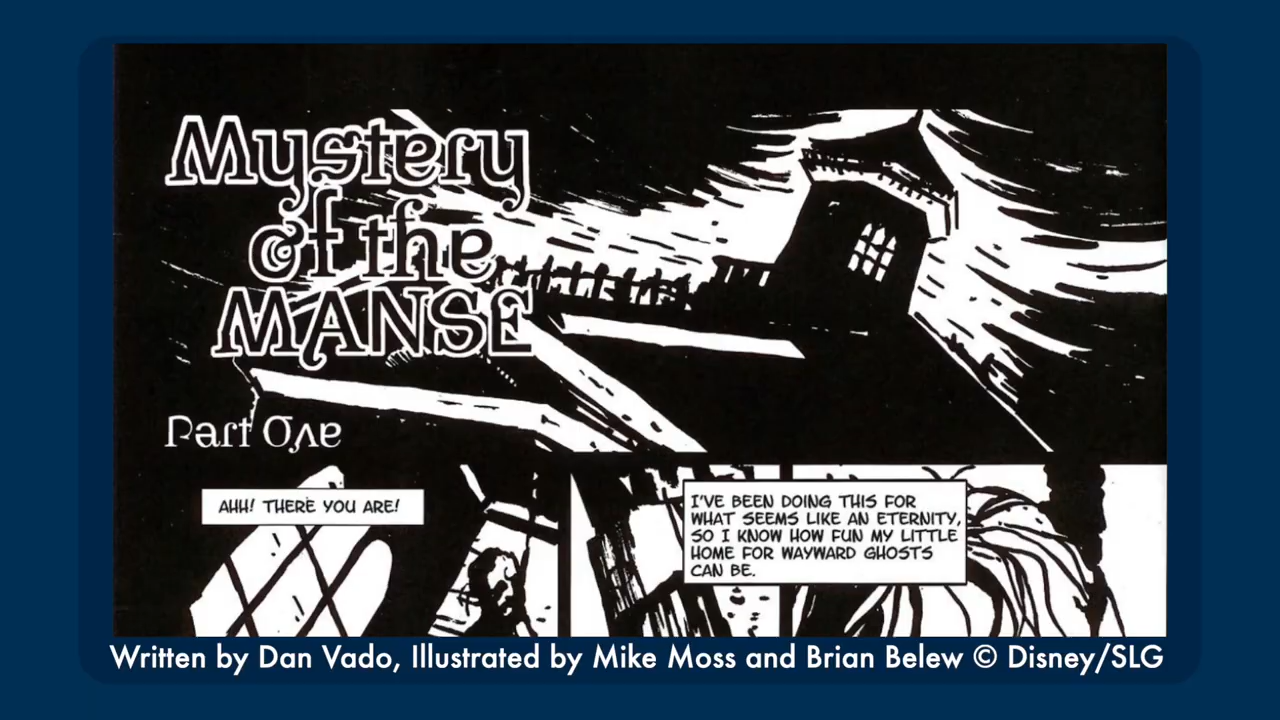 Mystery
of the
MANSE
Part One
AHH! THERE YOU ARE!
I'VE BEEN DOING THIS FOR
WHAT SEEMS LIKE AN ETERNITY,
SO I KNOW HOW FUN MY LITTLE
HOME FOR WAYWARD GHOSTS
CAN BE.
Written by Dan Vado, Illustrated by Mike Moss and Brian Belew © Disney/SLG